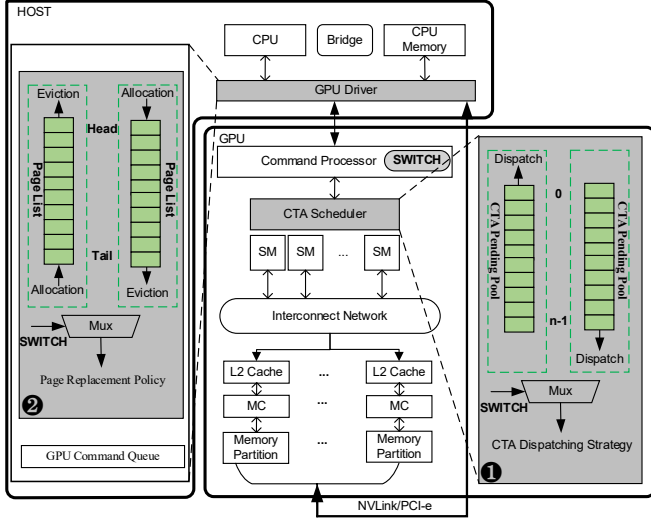 HOST
CPU
Bridge
CPU
Memory
GPU Driver
Eviction
Allocation
Head
Page List
Page List
Tail
Allocation
Eviction
Mux
SWITCH
Page Replacement Policy
❷
GPU Command Queue
GPU
Command Processor
SWITCH
CTA Scheduler
SM
SM
...
SM
Interconnect Network
L2 Cache
...
L2 Cache
MC
...
MC
Memory
Partition
...
Memory
Partition
NVLink/PCI-e
Dispatch
0
CTA Pending Pool
CTA Pending Pool
n-1
Dispatch
Mux
SWITCH
CTA Dispatching Strategy
❶